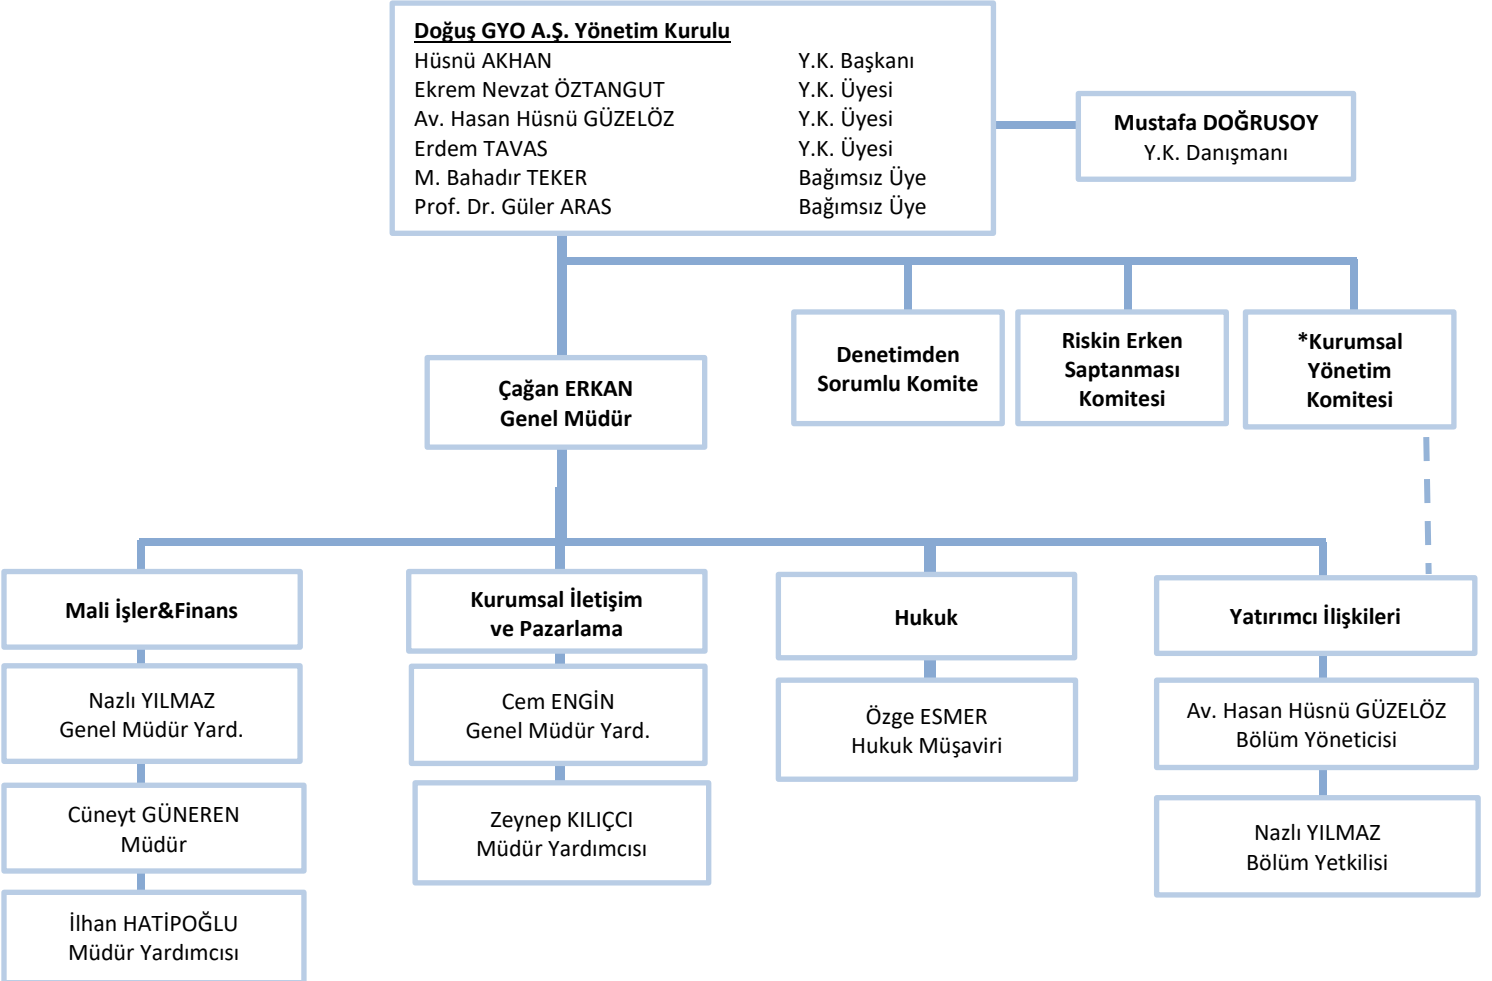 Doğuş GYO A.Ş. Yönetim Kurulu
Hüsnü AKHAN Y.K. Başkanı
Ekrem Nevzat ÖZTANGUT Y.K. Üyesi
Av. Hasan Hüsnü GÜZELÖZ Y.K. Üyesi
Erdem TAVAS Y.K. Üyesi
M. Bahadır TEKER Bağımsız Üye
Prof. Dr. Güler ARAS Bağımsız Üye
Mustafa DOĞRUSOY
Y.K. Danışmanı
Çağan ERKAN
Genel Müdür
Denetimden
Sorumlu Komite
Riskin Erken
Saptanması
Komitesi
*Kurumsal
Yönetim
Komitesi
Mali İşler&Finans
Nazlı YILMAZ
Genel Müdür Yard.
Cüneyt GÜNEREN
Müdür
İlhan HATİPOĞLU
Müdür Yardımcısı
Kurumsal İletişim
ve Pazarlama
Cem ENGİN
Genel Müdür Yard.
Zeynep KILIÇCI
Müdür Yardımcısı
Hukuk
Özge ESMER
Hukuk Müşaviri
Yatırımcı İlişkileri
Av. Hasan Hüsnü GÜZELÖZ
Bölüm Yöneticisi
Nazlı YILMAZ
Bölüm Yetkilisi